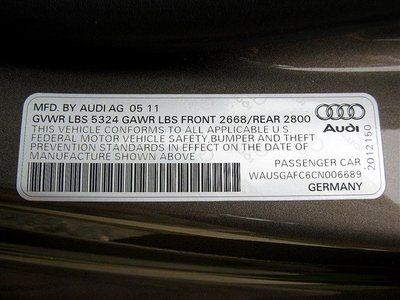 MFD. BY AUDI AG 05 11
GVWR LBS 5324 GAWR LBS FRONT 2668/REAR 2800
THIS VEHICLE CONFORMS TO ALL APPLICABLE U.S.
FEDERAL MOTOR VEHICLE SAFETY BUMPER AND THEFT
PREVENTION STANDARDS IN EFFECT ON THE DATE OF
MANUFACTURE SHOWN ABOVE
Audi
2012150
PASSENGER CAR
WAUSGAFC6CN006689
GERMANY